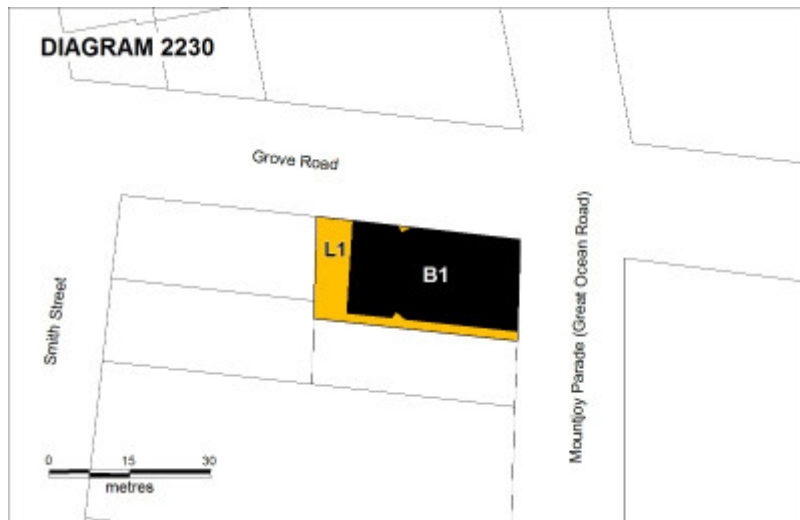 DIAGRAM 2230
Grove Road
L1
B1
Smith Street
Mountjoy Parade (Great Ocean Road)
0 15 30
metres